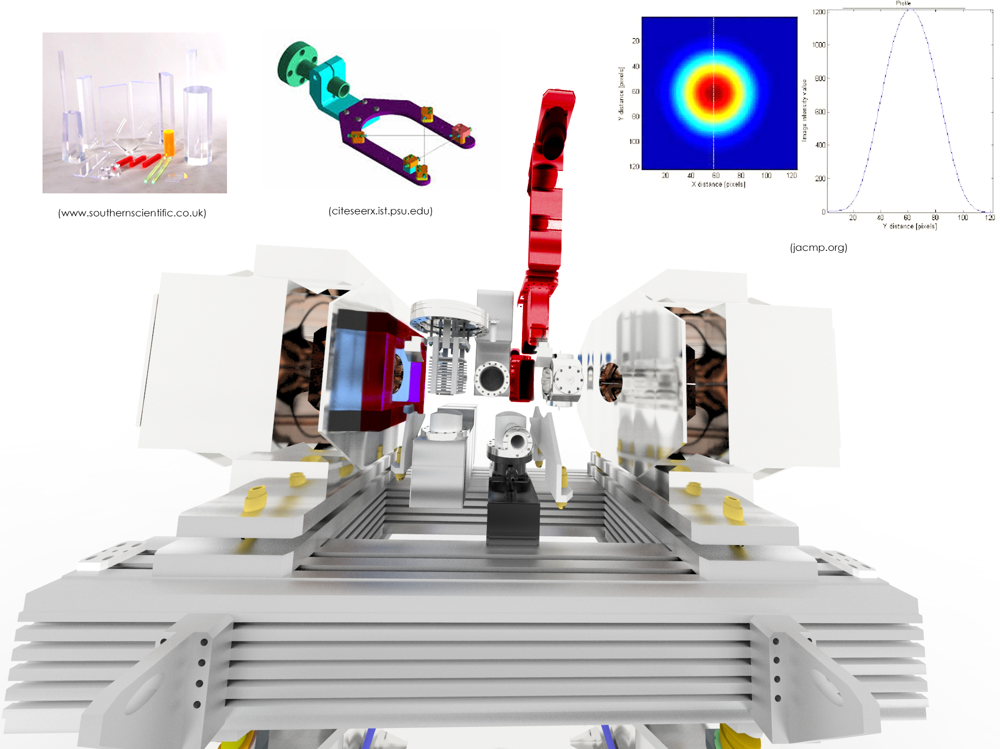 (www.southernscientific.co.uk)
(citeseerx.ist.psu.edu)
20
40
60
80
100
120
Y distance [pixels]
20 40 60 80 100 120
X distance [pixels]
Profile
1200
1000
800
600
400
200
0
Image intensity value
20 40 60 80 100 120
Y distance [pixels]
(jacmp.org)